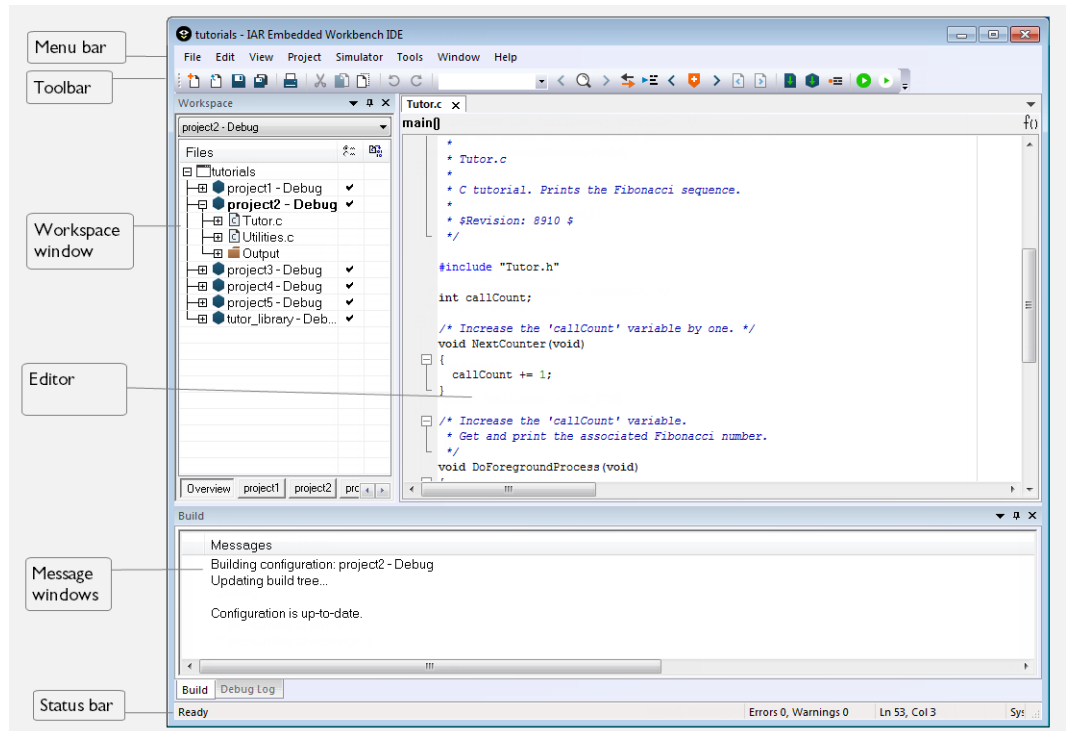 Menu bar
Toolbar
Workspace
window
Editor
Message
windows
Status bar
tutorials - IAR Embedded Workbench IDE
File Edit View Project Simulator Tools Window Help
Workspace
project2 - Debug
Files
tutorials
project1 - Debug
project2 - Debug
Tutor.c
Utilities.c
Output
project3 - Debug
project4 - Debug
project5 - Debug
tutor_library - Deb...
Overview project1 project2 prc
Tutor.c
main()
f()
*
* Tutor.c
*
* C tutorial. Prints the Fibonacci sequence.
*
* $Revision: 8910 $
*/
#include "Tutor.h"
int callCount;
/* Increase the 'callCount' variable by one. */
void NextCounter(void)
{
callCount += 1;
}
/* Increase the 'callCount' variable.
* Get and print the associated Fibonacci number.
*/
void DoForegroundProcess(void)
{
Build
Messages
Building configuration: project2 - Debug
Updating build tree...
Configuration is up-to-date.
Build Debug Log
Ready Errors 0, Warnings 0 Ln 53, Col 3 Sys